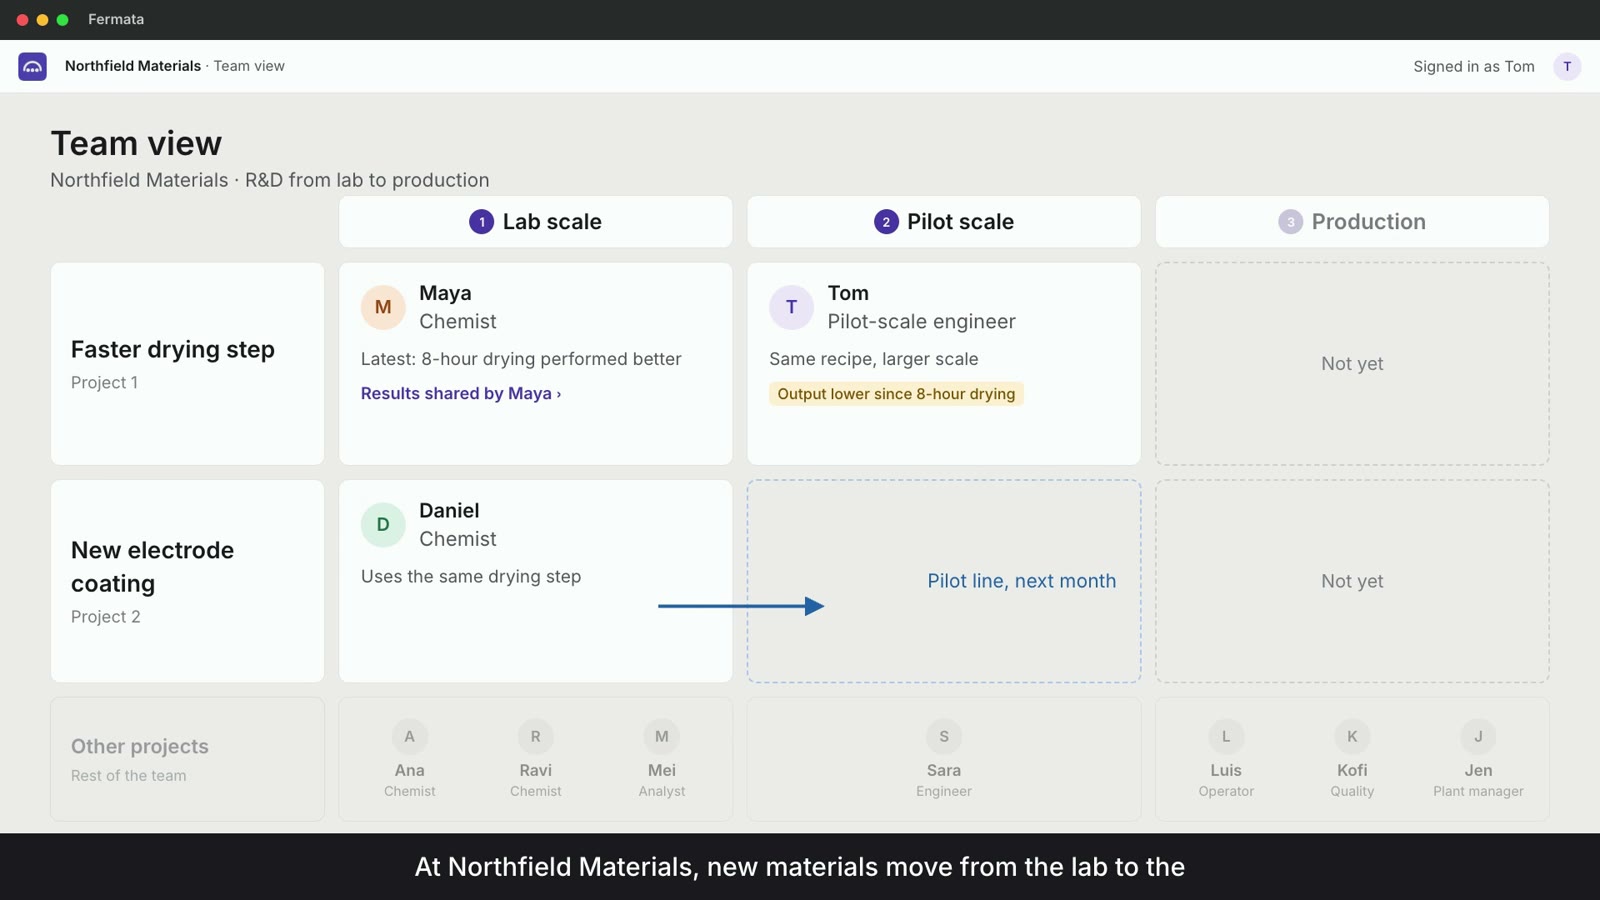 Fermata
Northfield Materials · Team view
Signed in as Tom
T
Team view
Northfield Materials · R&D from lab to production
1 Lab scale
2 Pilot scale
3 Production
Faster drying step
Project 1
M
Maya
Chemist
Latest: 8-hour drying performed better
Results shared by Maya ›
T
Tom
Pilot-scale engineer
Same recipe, larger scale
Output lower since 8-hour drying
Not yet
New electrode
coating
Project 2
D
Daniel
Chemist
Uses the same drying step
Pilot line, next month
Not yet
Other projects
Rest of the team
A
Ana
Chemist
R
Ravi
Chemist
M
Mei
Analyst
S
Sara
Engineer
L
Luis
Operator
K
Kofi
Quality
J
Jen
Plant manager
At Northfield Materials, new materials move from the lab to the